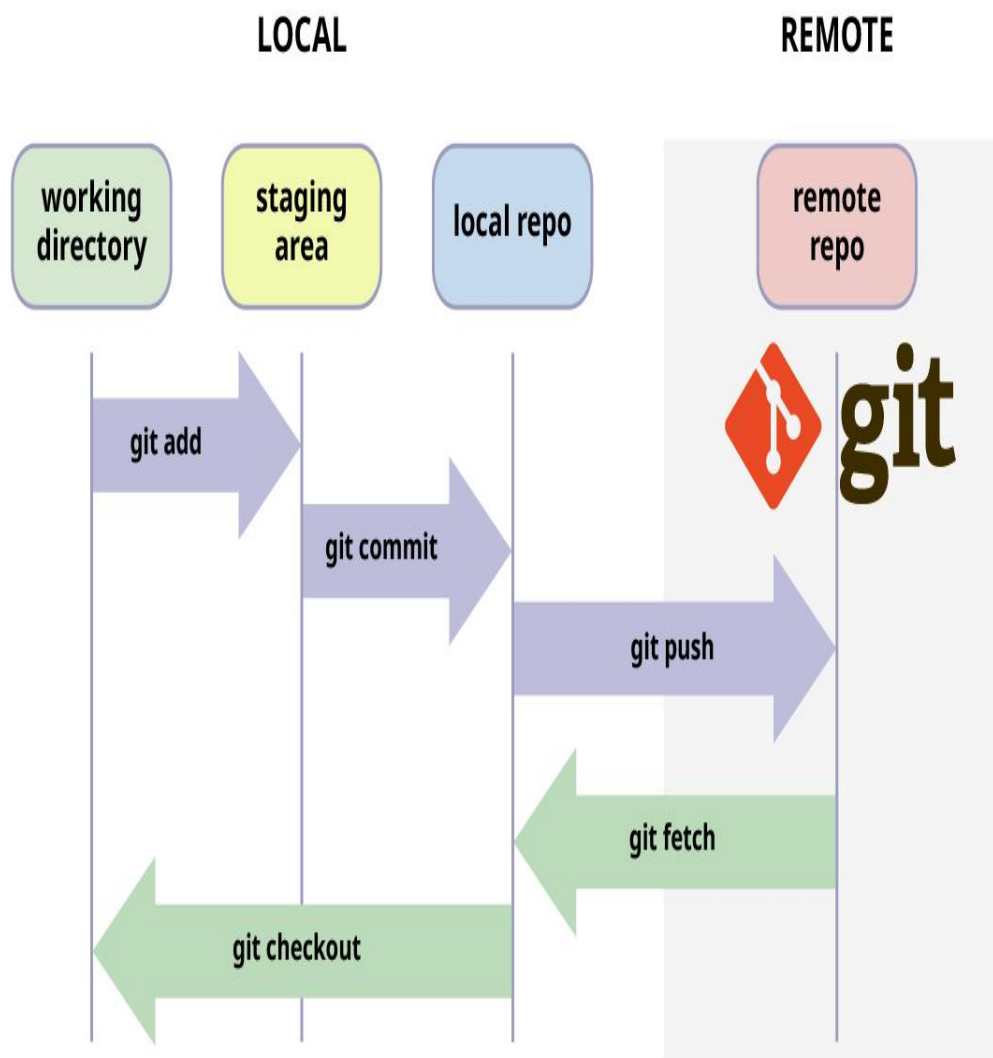 LOCAL
REMOTE
working
directory
staging
area
local repo
remote
repo
git
git add
git commit
git push
git fetch
git checkout